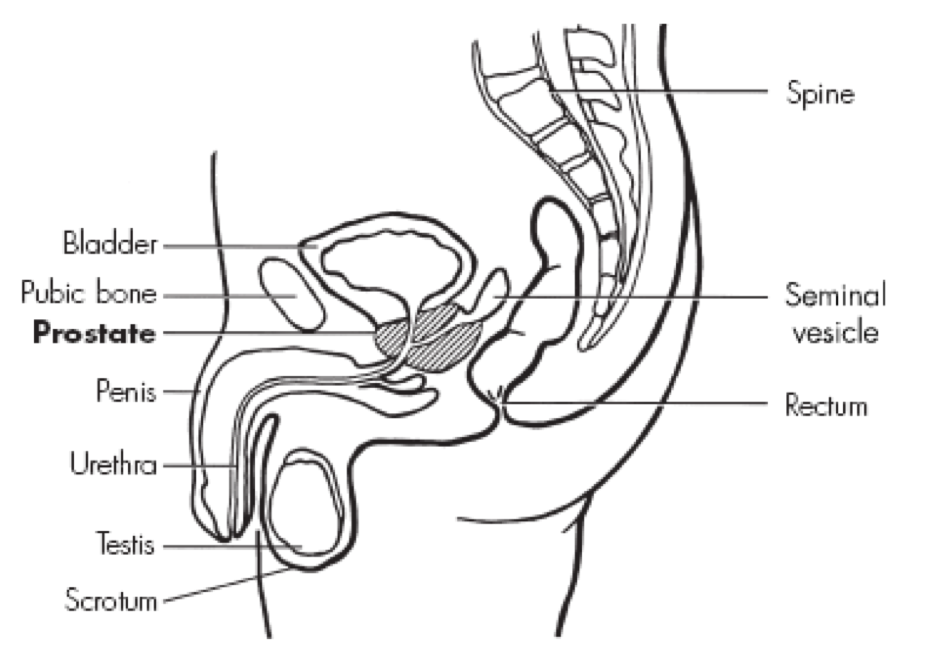 Spine
Bladder
Pubic bone
Prostate
Penis
Urethra
Testis
Scrotum
Seminal
vesicle
Rectum